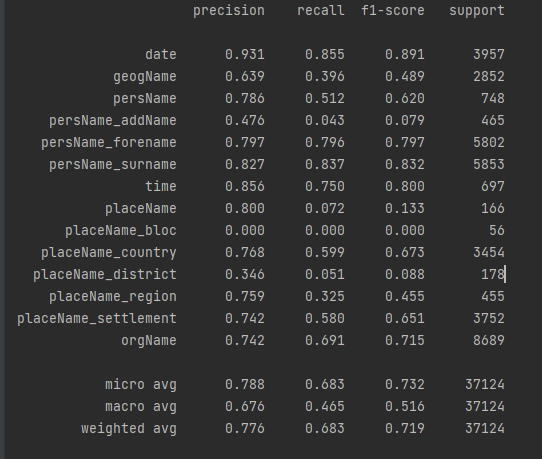 precision recall f1-score support
date 0.931 0.855 0.891 3957
geogName 0.639 0.396 0.489 2852
persName 0.786 0.512 0.620 748
persName_addName 0.476 0.043 0.079 465
persName_forename 0.797 0.796 0.797 5802
persName_surname 0.827 0.837 0.832 5853
time 0.856 0.750 0.800 697
placeName 0.800 0.072 0.133 166
placeName_bloc 0.000 0.000 0.000 56
placeName_country 0.768 0.599 0.673 3454
placeName_district 0.346 0.051 0.088 178
placeName_region 0.759 0.325 0.455 455
placeName_settlement 0.742 0.580 0.651 3752
orgName 0.742 0.691 0.715 8689
micro avg 0.788 0.683 0.732 37124
macro avg 0.676 0.465 0.516 37124
weighted avg 0.776 0.683 0.719 37124